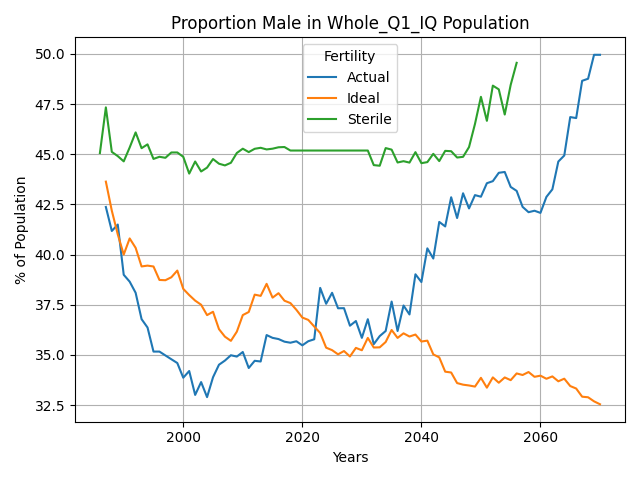 Proportion Male in Whole_Q1_IQ Population
Fertility
Actual
Ideal
Sterile
% of Population
50.0
47.5
45.0
42.5
40.0
37.5
35.0
32.5
2000
2020
2040
2060
Years